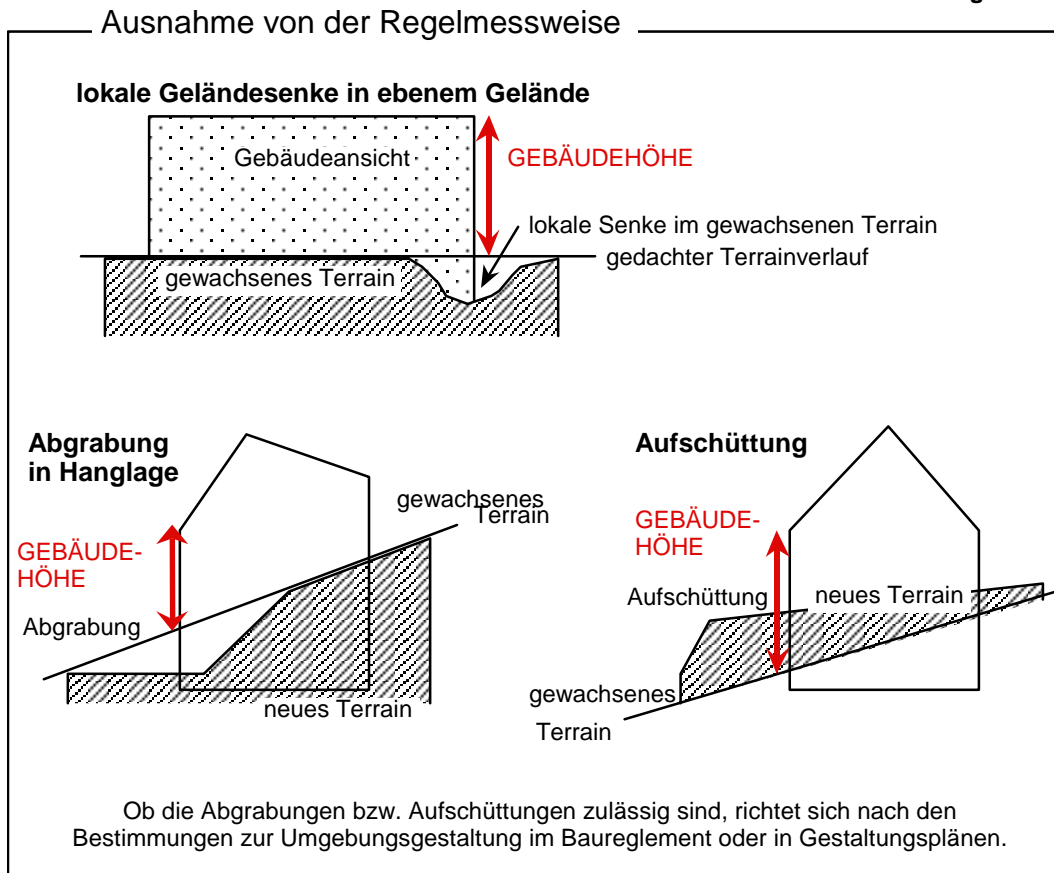 Ausnahme von der Regelmessweise
lokale Geländesenke in ebenem Gelände
Gebäudeansicht
GEBÄUDEHÖHE
lokale Senke im gewachsenen Terrain
gedachter Terrainverlauf
gewachsenes Terrain
Abgrabung
in Hanglage
gewachsenes
Terrain
GEBÄUDE-
HÖHE
Abgrabung
neues Terrain
Aufschüttung
GEBÄUDE-
HÖHE
Aufschüttung
neues Terrain
gewachsenes
Terrain
Ob die Abgrabungen bzw. Aufschüttungen zulässig sind, richtet sich nach den
Bestimmungen zur Umgebungsgestaltung im Baureglement oder in Gestaltungsplänen.